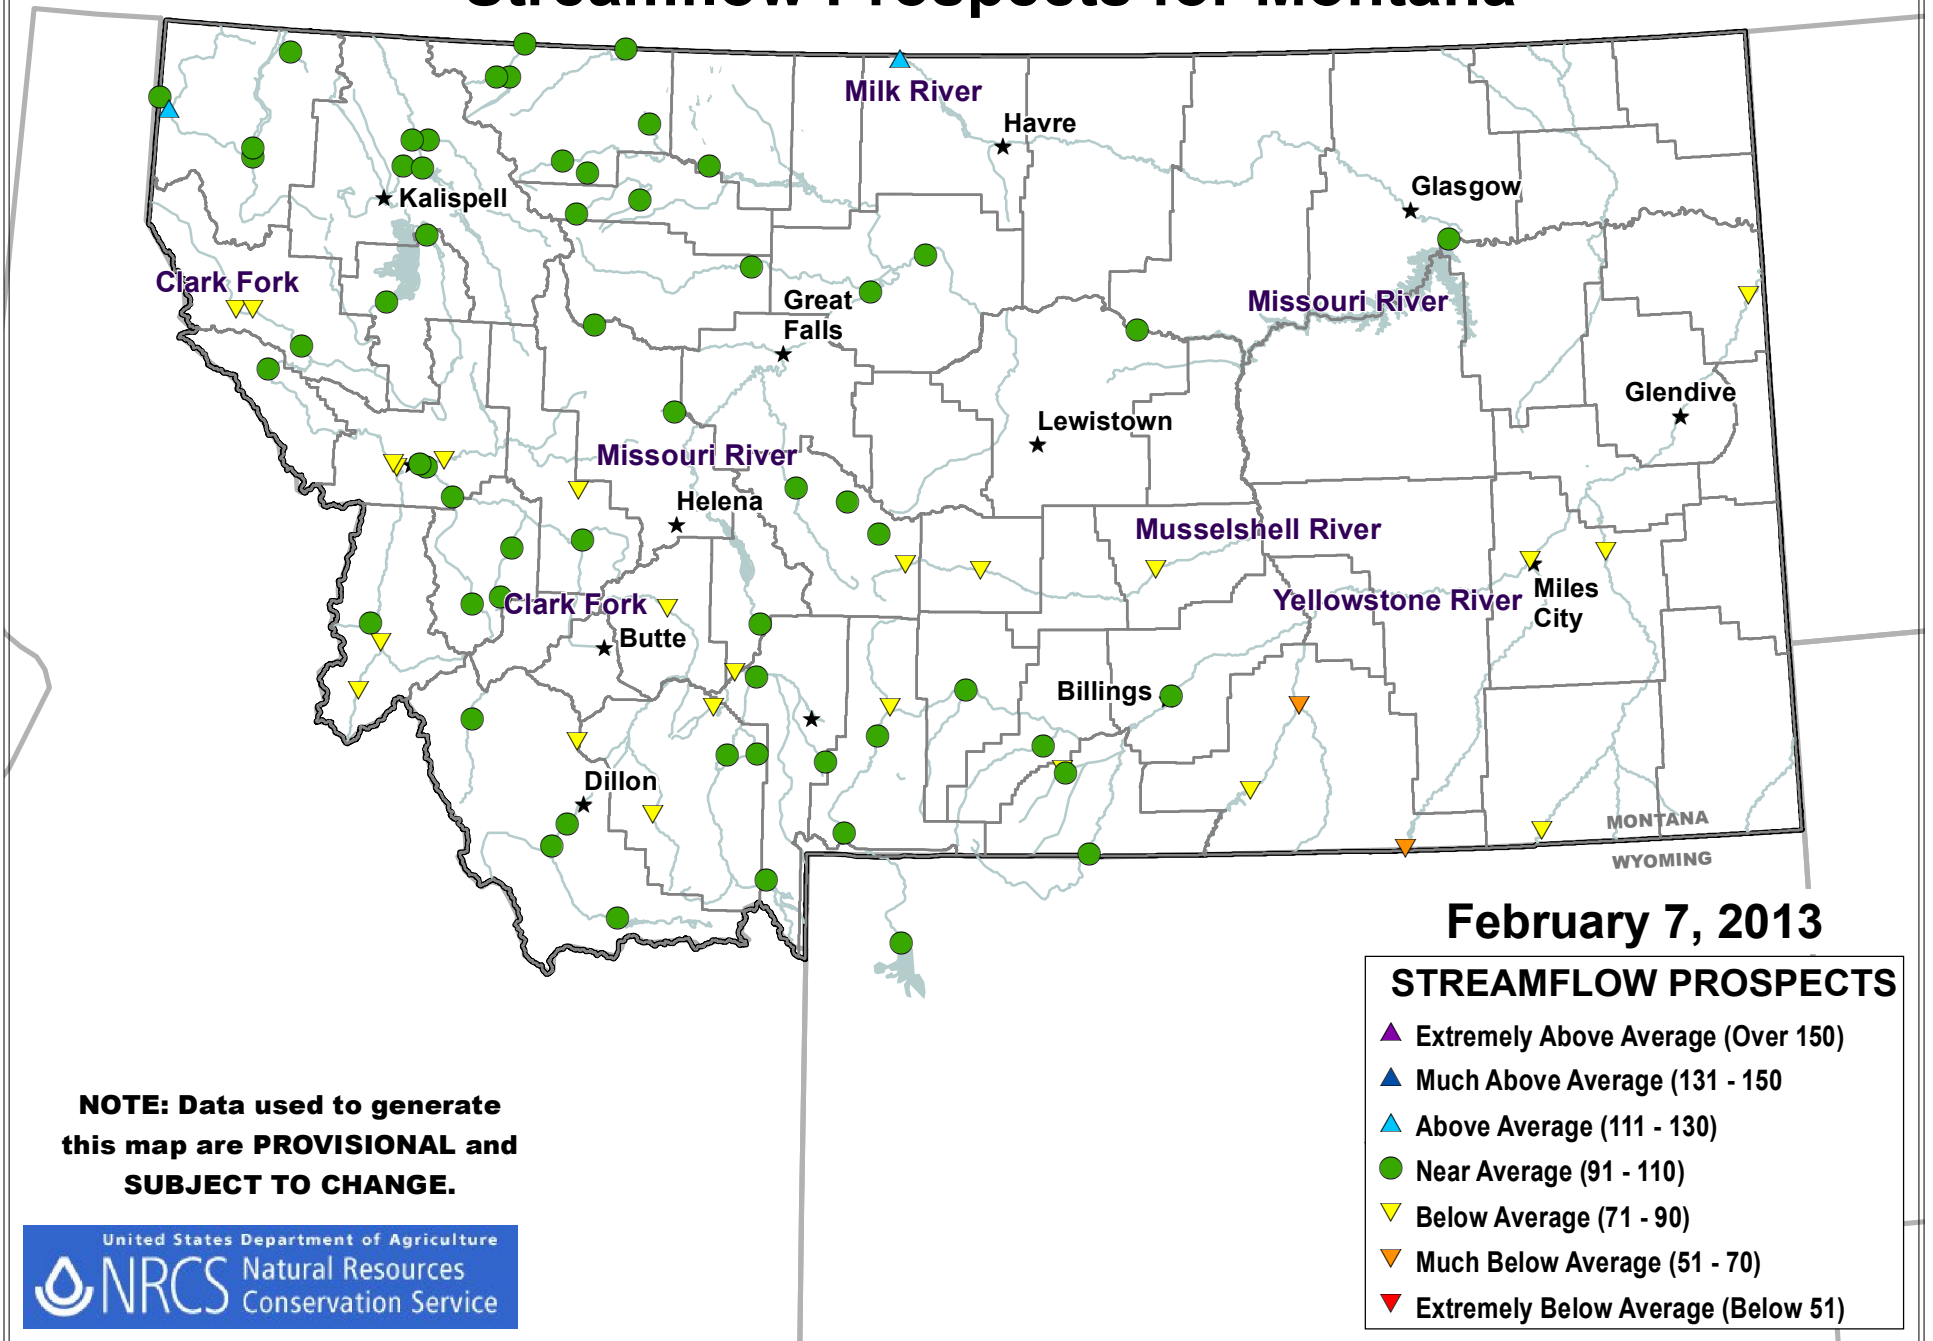 Streamflow Prospects for Montana
Milk River
Havre
Glasgow
Kalispell
Clark Fork
Great
Falls
Missouri River
Glendive
Lewistown
Missouri River
Helena
Musselshell River
Clark Fork
Butte
Yellowstone River
Miles
City
Billings
Dillon
MONTANA
WYOMING
February 7, 2013
STREAMFLOW PROSPECTS
Extremely Above Average (Over 150)
Much Above Average (131 - 150
Above Average (111 - 130)
Near Average (91 - 110)
Below Average (71 - 90)
Much Below Average (51 - 70)
Extremely Below Average (Below 51)
NOTE: Data used to generate
this map are PROVISIONAL and
SUBJECT TO CHANGE.
United States Department of Agriculture
NRCS
Natural Resources
Conservation Service